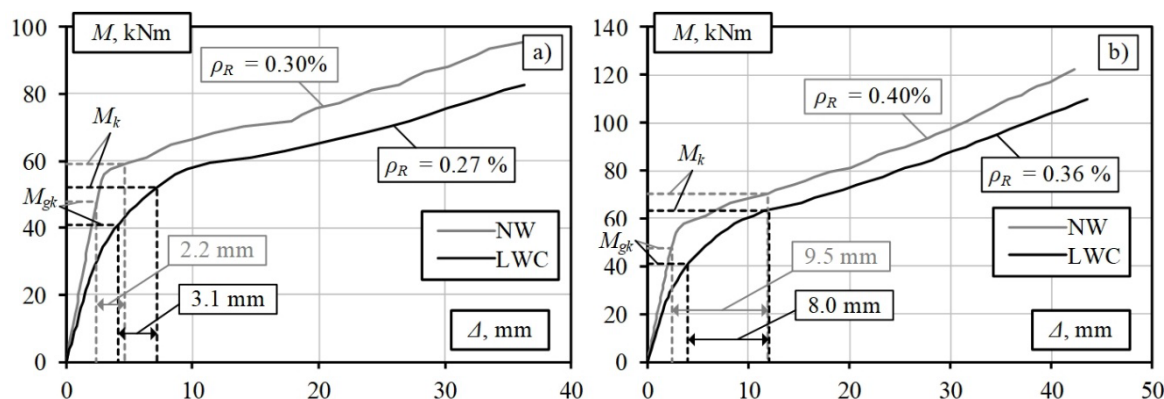 M, kNm
a)
100
80
60
40
20
0
ρR = 0.30%
Mk
Mgk
ρR = 0.27 %
NW
LWC
2.2 mm
3.1 mm
Δ, mm
0
10
20
30
40
M, kNm
b)
140
120
100
80
60
40
20
0
ρR = 0.40%
Mk
Mgk
ρR = 0.36 %
NW
LWC
9.5 mm
8.0 mm
Δ, mm
0
10
20
30
40
50